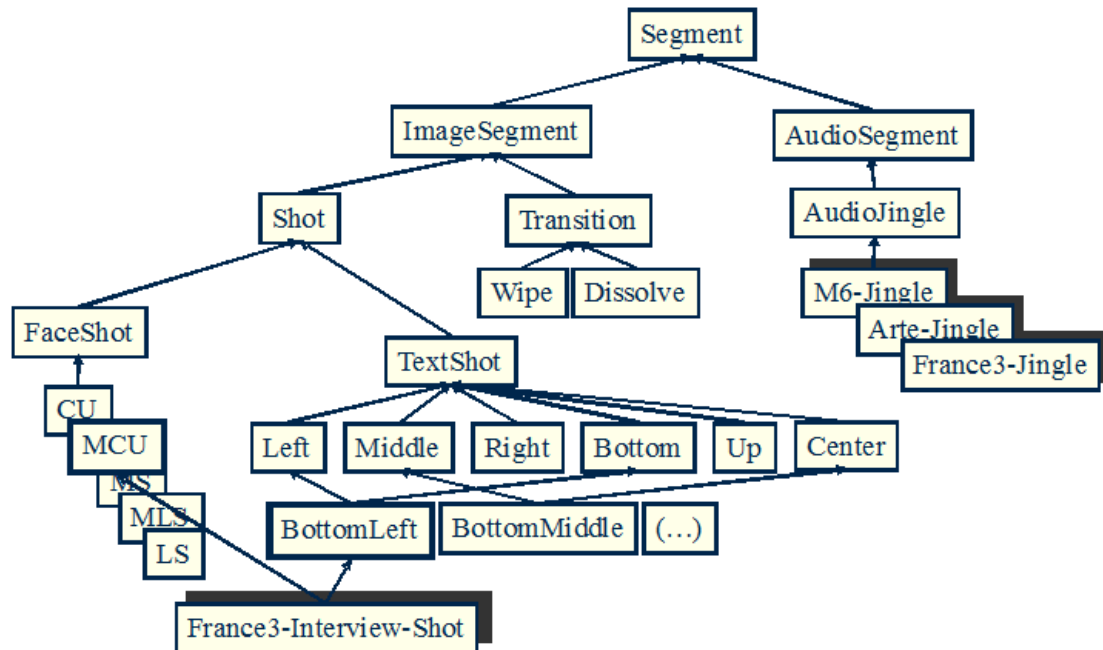 Segment
ImageSegment
AudioSegment
Shot
Transition
AudioJingle
Wipe
Dissolve
M6-Jingle
FaceShot
Arte-Jingle
TextShot
France3-Jingle
CU
MCU
Left
Middle
Right
Bottom
Up
Center
MS
MLS
BottomLeft
BottomMiddle
(...)
LS
France3-Interview-Shot